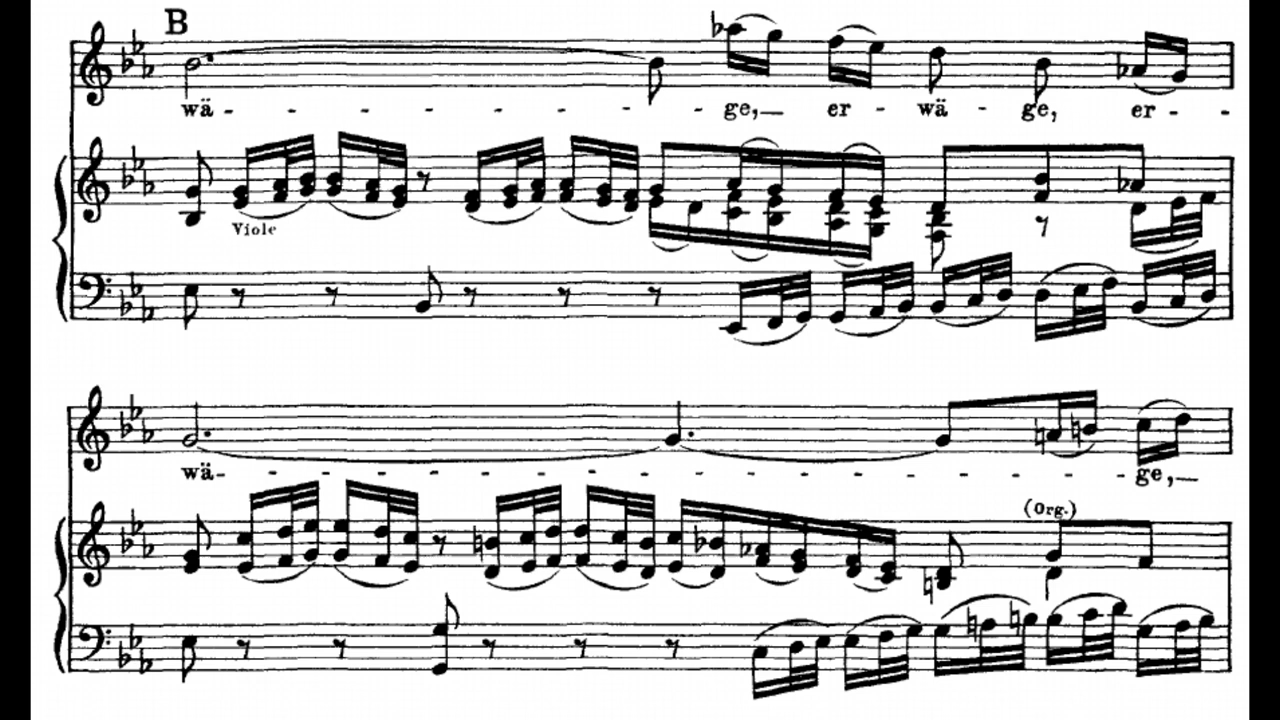 B
wä - - - - - - - ge,— er - wä - ge, er - -
Viole
wä - - - - - - - - - - - - - - - ge,—
(Org.)